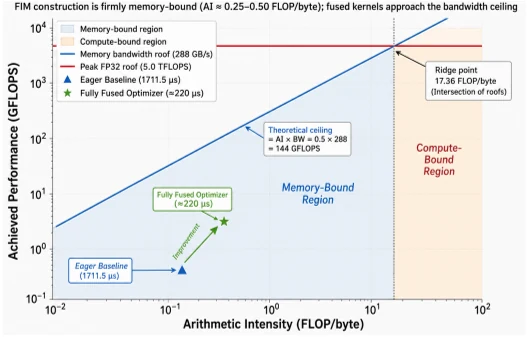 FIM construction is firmly memory-bound (AI ≈ 0.25–0.50 FLOP/byte); fused kernels approach the bandwidth ceiling
Achieved Performance (GFLOPS)
10⁴
10³
10²
10¹
10⁰
10⁻¹
Memory-bound region
Compute-bound region
Memory bandwidth roof (288 GB/s)
Peak FP32 roof (5.0 TFLOPS)
Eager Baseline (1711.5 μs)
Fully Fused Optimizer (≈220 μs)
Ridge point
17.36 FLOP/byte
(Intersection of roofs)
Theoretical ceiling
= AI × BW = 0.5 × 288
= 144 GFLOPS
Compute-
Bound
Region
Memory-Bound
Region
Fully Fused Optimizer
(≈220 μs)
Improvement
Eager Baseline
(1711.5 μs)
10⁻²
10⁻¹
10⁰
10¹
10²
Arithmetic Intensity (FLOP/byte)